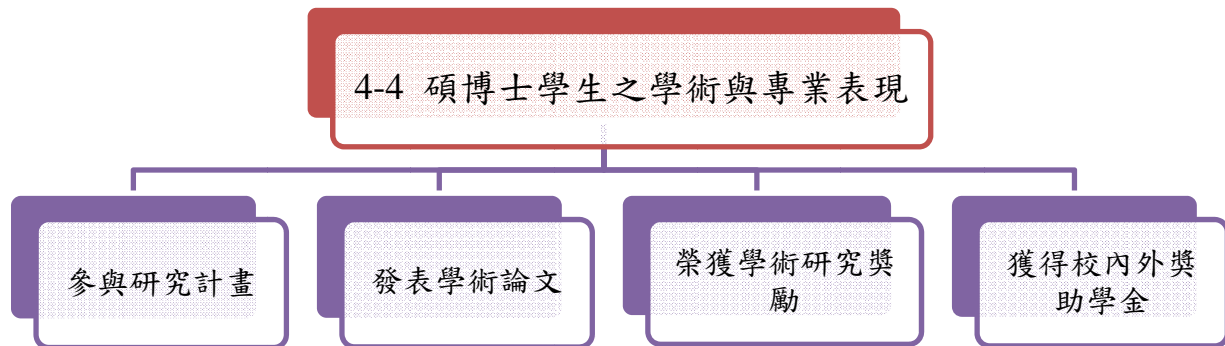 4-4 碩博士學生之學術與專業表現
參與研究計畫
發表學術論文
榮獲學術研究獎
勵
獲得校內外獎
助學金